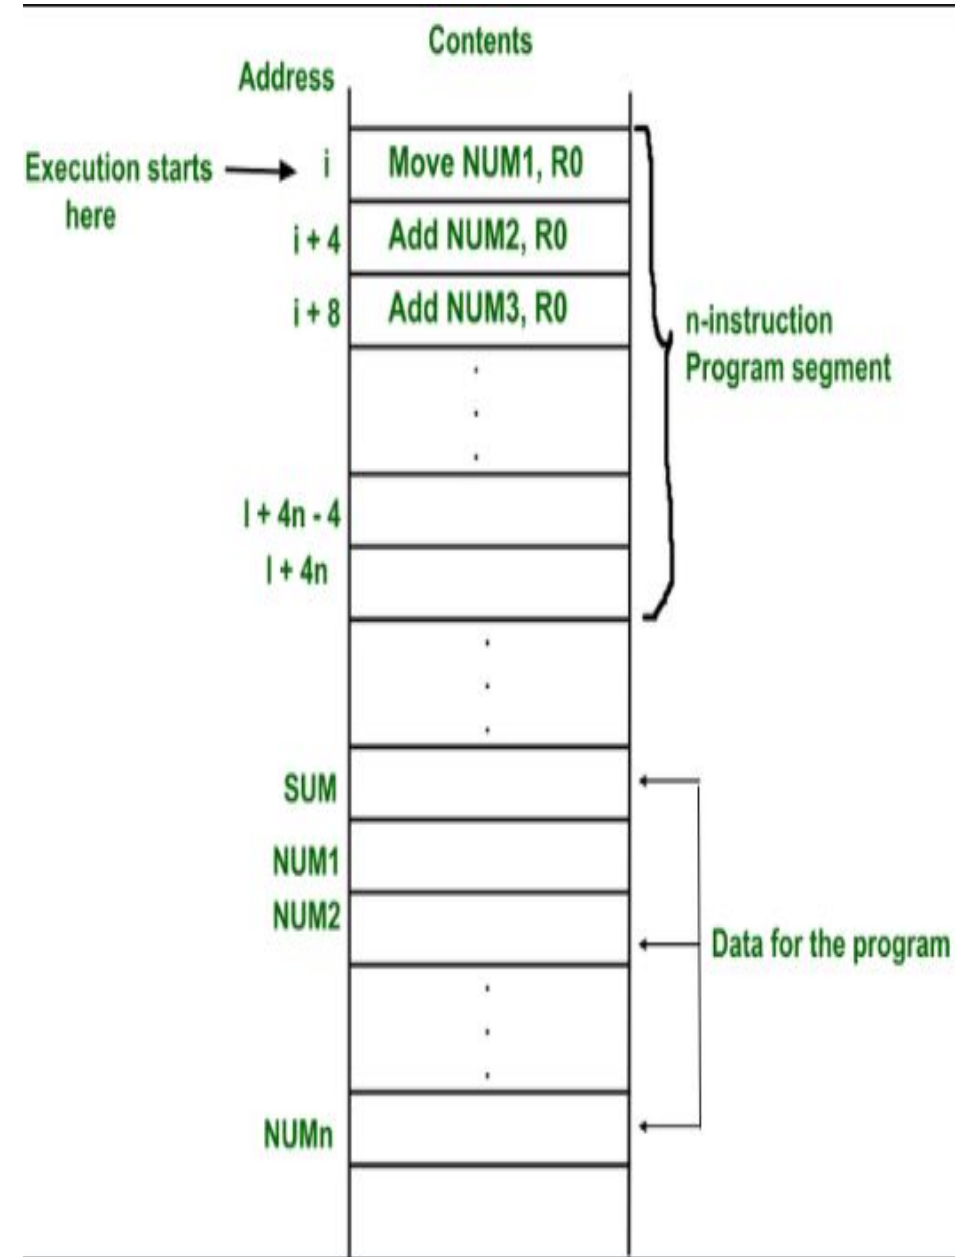 Contents
Address
Execution starts
here
i
Move NUM1, R0
i + 4
Add NUM2, R0
i + 8
Add NUM3, R0
n-instruction
Program segment
I + 4n - 4
I + 4n
SUM
NUM1
NUM2
Data for the program
NUMn